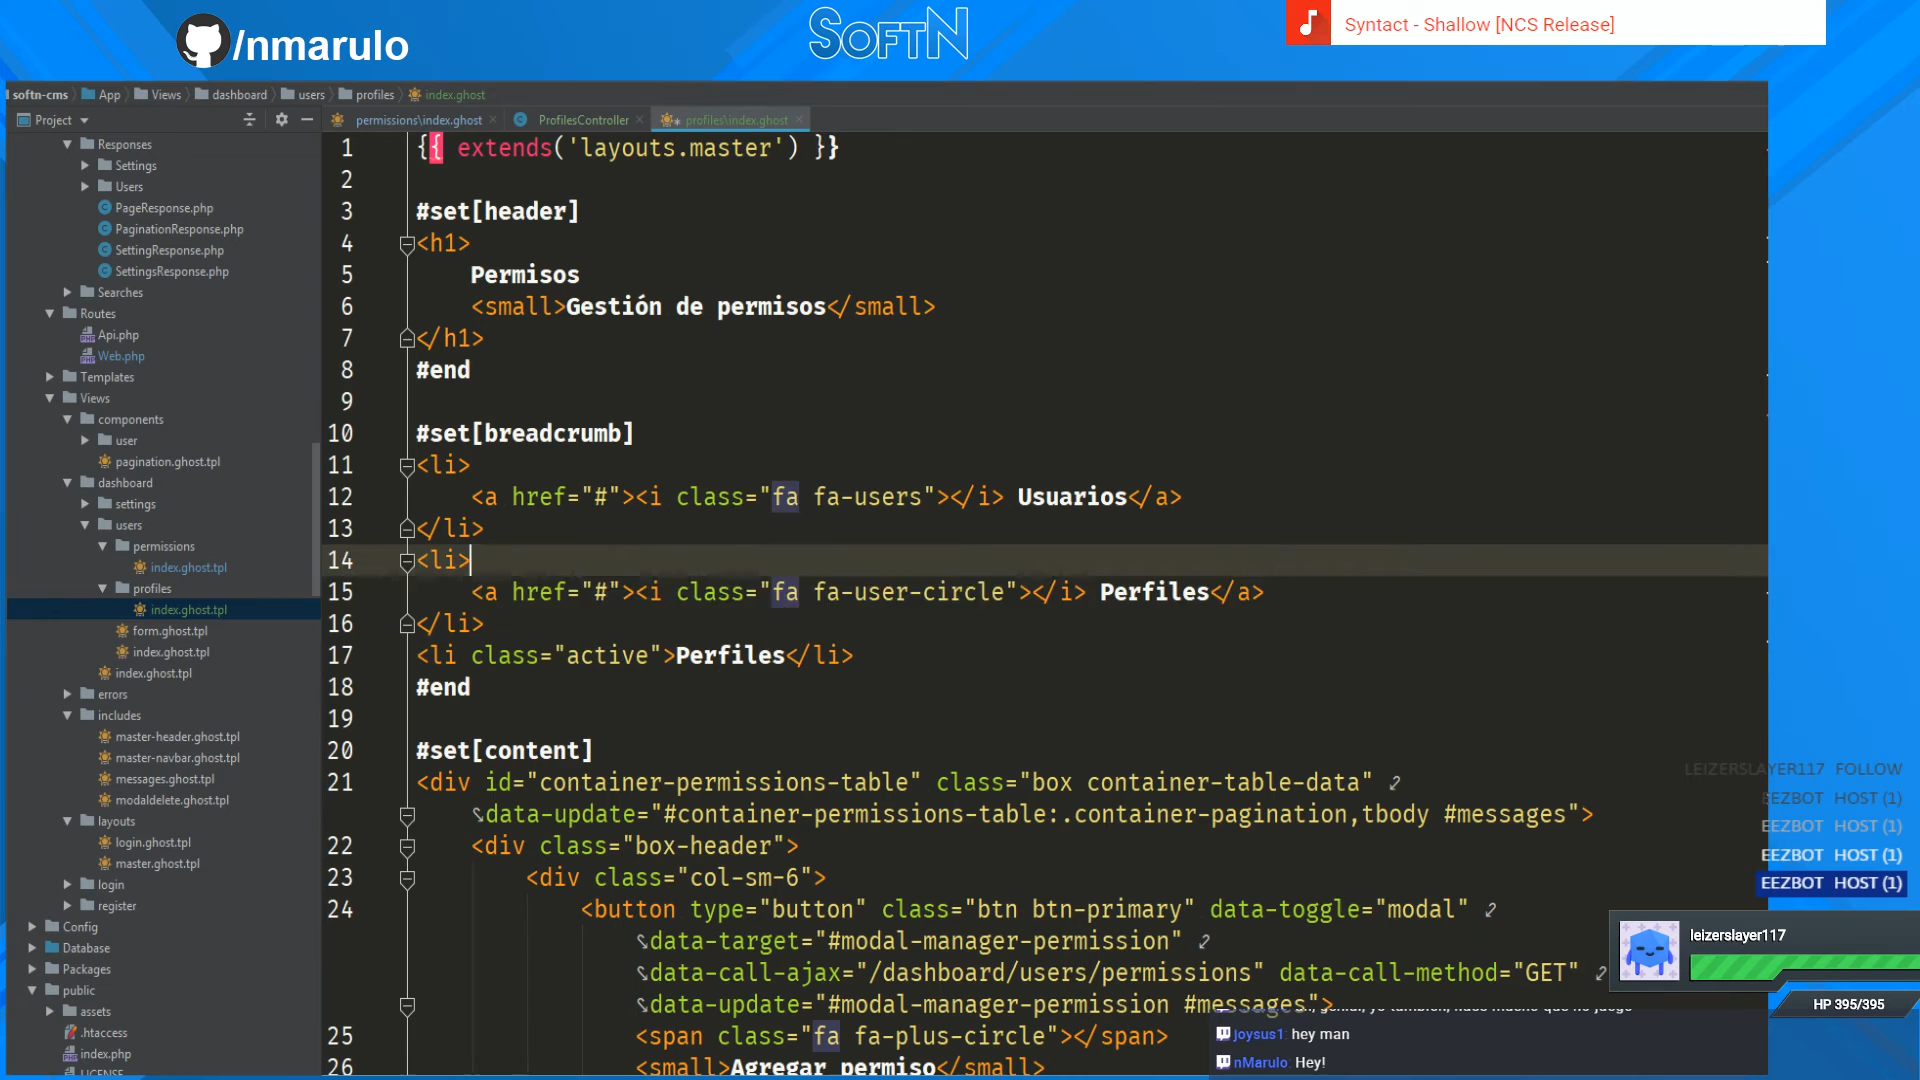 /nmarulo
SOFTN
Syntact - Shallow [NCS Release]
softn-cms App Views dashboard users profiles index.ghost
Project
permissions\index.ghost
ProfilesController
profiles\index.ghost
Responses
Settings
Users
PageResponse.php
PaginationResponse.php
SettingResponse.php
SettingsResponse.php
Searches
Routes
Api.php
Web.php
Templates
Views
components
user
pagination.ghost.tpl
dashboard
settings
users
permissions
index.ghost.tpl
profiles
index.ghost.tpl
form.ghost.tpl
index.ghost.tpl
index.ghost.tpl
errors
includes
master-header.ghost.tpl
master-navbar.ghost.tpl
messages.ghost.tpl
modaldelete.ghost.tpl
layouts
login.ghost.tpl
master.ghost.tpl
login
register
Config
Database
Packages
public
assets
.htaccess
index.php
LICENSE
1 {{ extends('layouts.master') }}
2
3 #set[header]
4 <h1>
5 Permisos
6 <small>Gestión de permisos</small>
7 </h1>
8 #end
9
10 #set[breadcrumb]
11 <li>
12 <a href="#"><i class="fa fa-users"></i> Usuarios</a>
13 </li>
14 <li>
15 <a href="#"><i class="fa fa-user-circle"></i> Perfiles</a>
16 </li>
17 <li class="active">Perfiles</li>
18 #end
19
20 #set[content]
21 <div id="container-permissions-table" class="box container-table-data"
data-update="#container-permissions-table:.container-pagination,tbody #messages">
22 <div class="box-header">
23 <div class="col-sm-6">
24 <button type="button" class="btn btn-primary" data-toggle="modal"
data-target="#modal-manager-permission"
data-call-ajax="/dashboard/users/permissions" data-call-method="GET"
data-update="#modal-manager-permission #messages">
25 <span class="fa fa-plus-circle"></span>
26 <small>Agregar permiso</small>
LEIZERSLAYER117 FOLLOW
EEZBOT HOST (1)
EEZBOT HOST (1)
EEZBOT HOST (1)
EEZBOT HOST (1)
leizerslayer117
HP 395/395
joysus1: hey man
nMarulo: Hey!